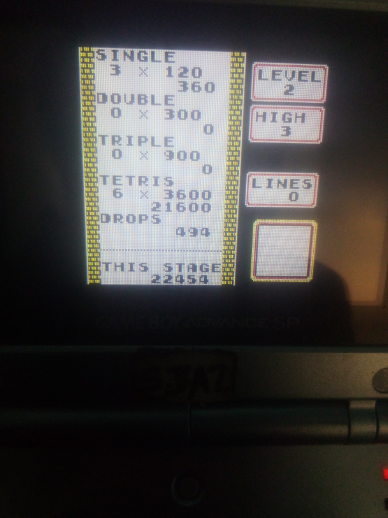 SINGLE
3 × 120
360
DOUBLE
0 × 300
0
TRIPLE
0 × 900
0
TETRIS
6 × 3600
21600
DROPS
494
THIS STAGE
22454
LEVEL
2
HIGH
3
LINES
0